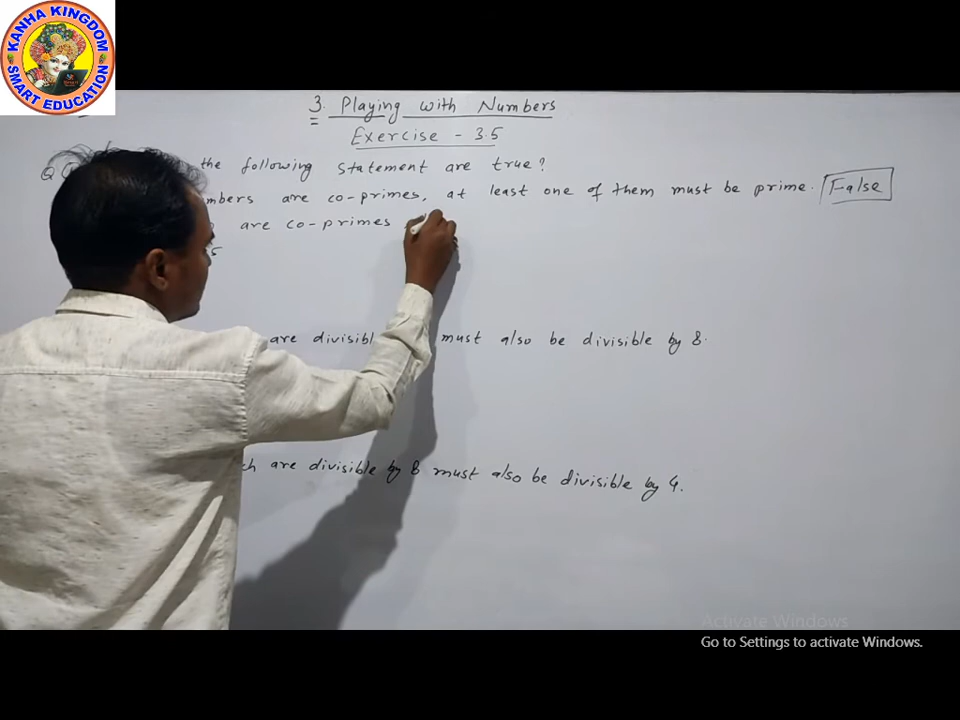 KANHA KINGDOM
SMART EDUCATION
3. Playing with Numbers
Exercise - 3.5
the following statement are true?
mbers are co-primes, at least one of them must be prime. False
are co-primes
5
are divisibl must also be divisible by 8.
ch are divisible by 8 must also be divisible by 4.
Activate Windows
Go to Settings to activate Windows.